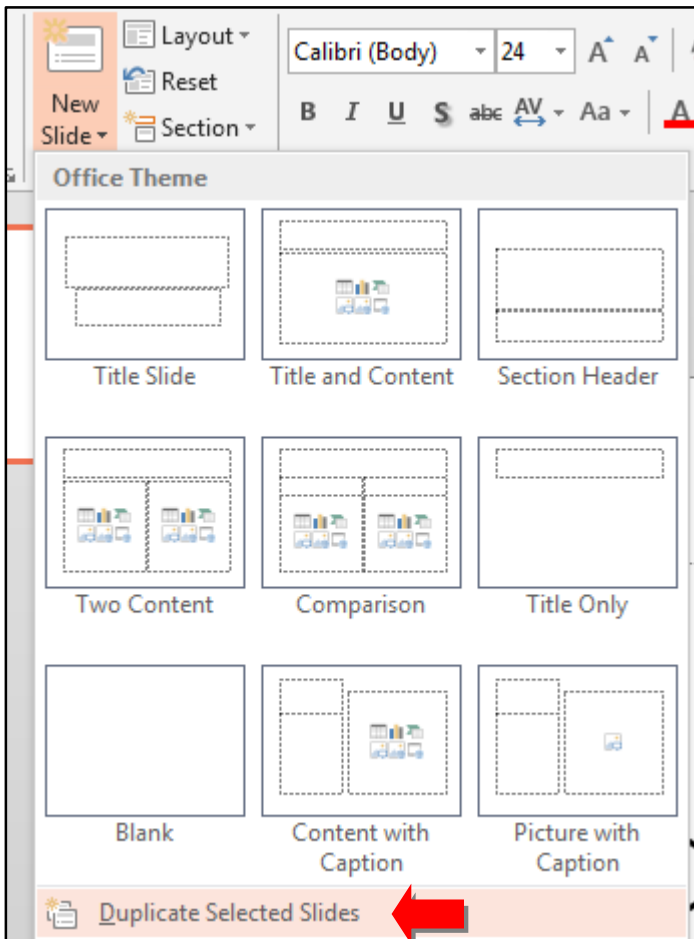 Layout
Reset
New
Slide
Section
Calibri (Body) 24 A A
B I U S abc AV Aa A
Office Theme
Title Slide
Title and Content
Section Header
Two Content
Comparison
Title Only
Blank
Content with
Caption
Picture with
Caption
Duplicate Selected Slides